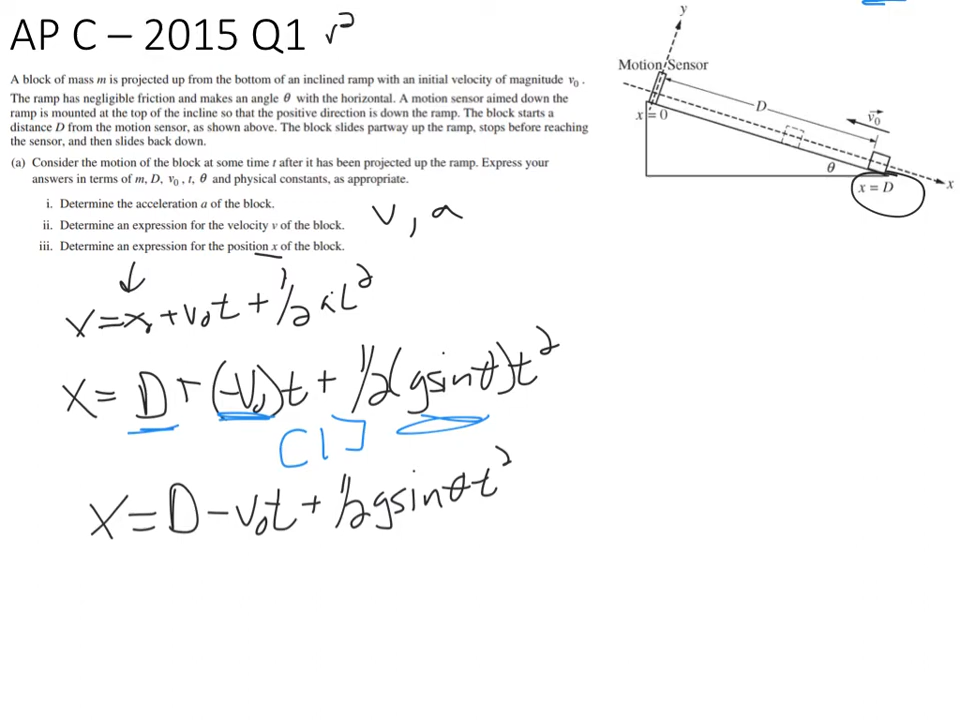 AP C – 2015 Q1
A block of mass m is projected up from the bottom of an inclined ramp with an initial velocity of magnitude v₀ .
The ramp has negligible friction and makes an angle θ with the horizontal. A motion sensor aimed down the
ramp is mounted at the top of the incline so that the positive direction is down the ramp. The block starts a
distance D from the motion sensor, as shown above. The block slides partway up the ramp, stops before reaching
the sensor, and then slides back down.
(a) Consider the motion of the block at some time t after it has been projected up the ramp. Express your
answers in terms of m, D, v₀ , t, θ and physical constants, as appropriate.
i. Determine the acceleration a of the block.
ii. Determine an expression for the velocity v of the block.
iii. Determine an expression for the position x of the block.
y
Motion Sensor
D
x = 0
v₀
θ
x = D
x
v, a
x = D + (-v₀)t + 1/2(gsinθ)t²
[1]
x = D - v₀t + 1/2gsinθt²